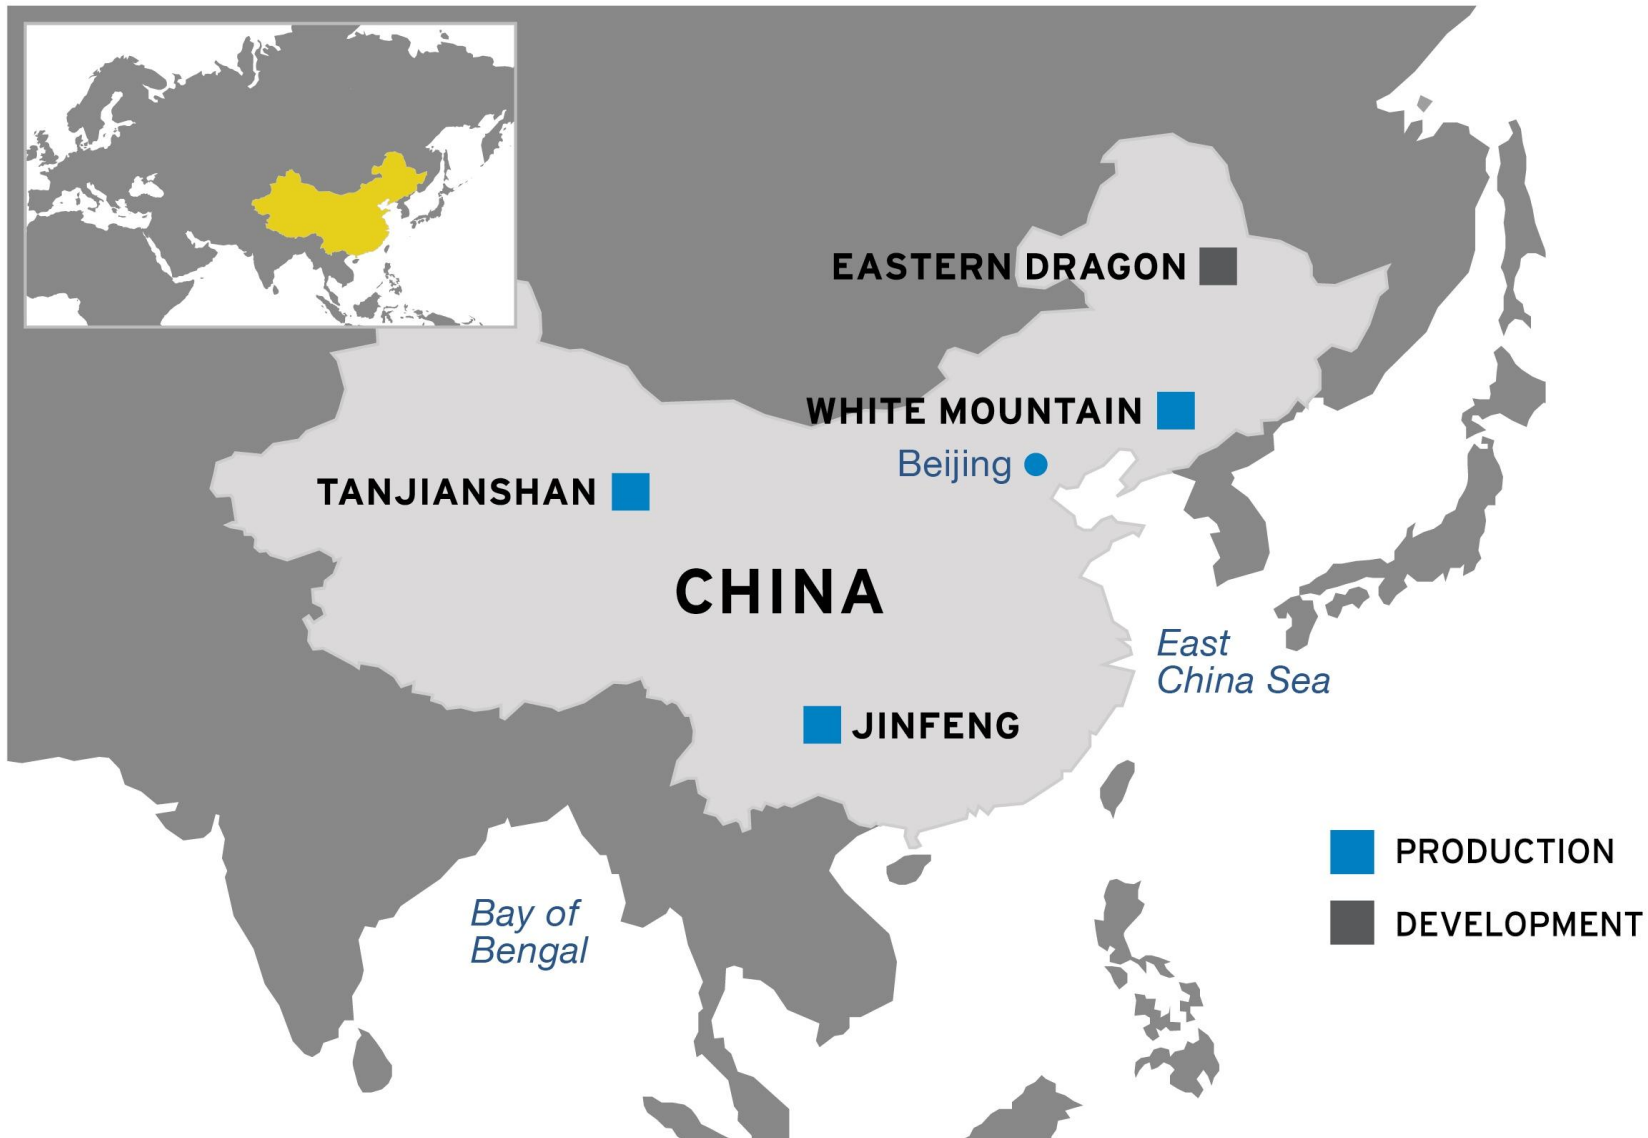 EASTERN DRAGON
WHITE MOUNTAIN
Beijing
TANJIANSHAN
CHINA
East
China Sea
JINFENG
PRODUCTION
DEVELOPMENT
Bay of
Bengal